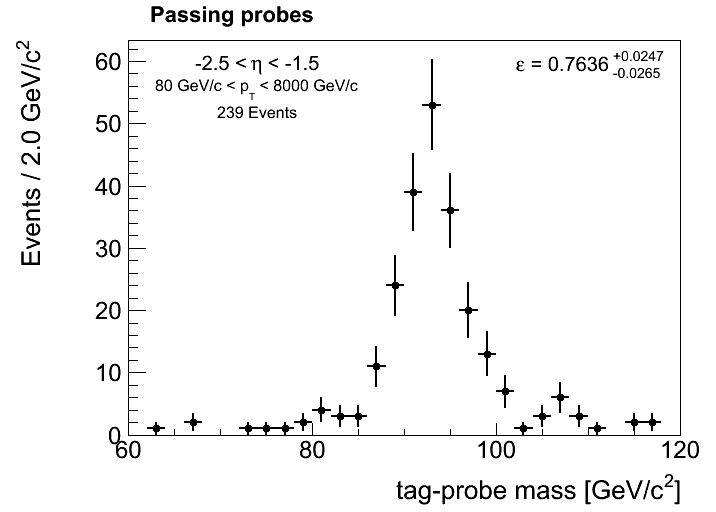 Passing probes
Events / 2.0 GeV/c²
-2.5 < η < -1.5
80 GeV/c < pT < 8000 GeV/c
239 Events
ε = 0.7636 +0.0247 -0.0265
60
50
40
30
20
10
0
60 80 100 120
tag-probe mass [GeV/c²]